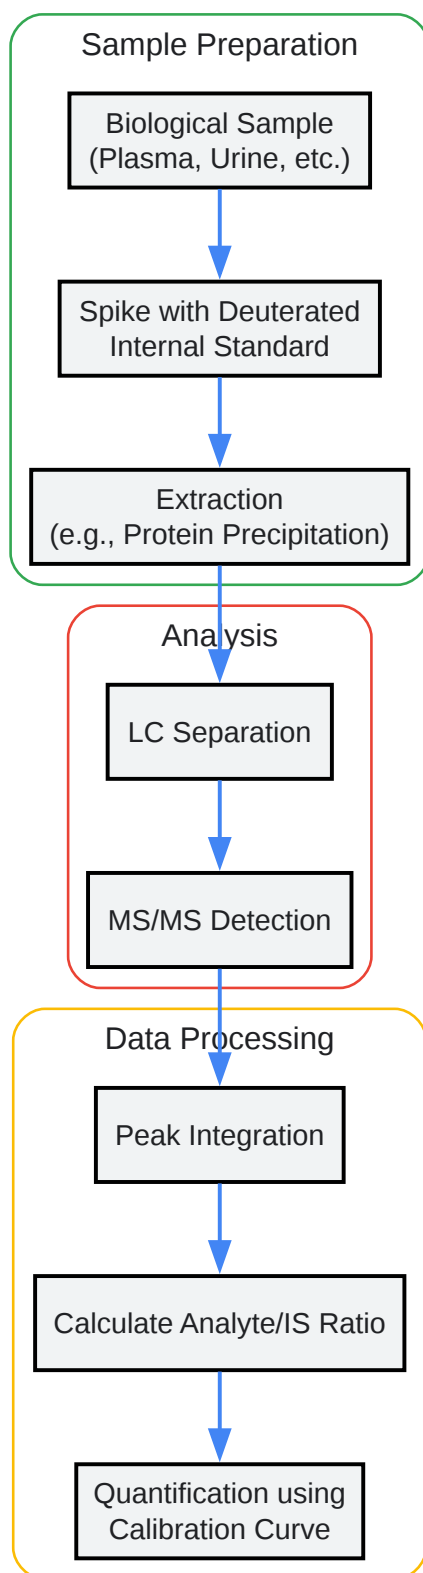 Sample Preparation
Biological Sample
(Plasma, Urine, etc.)
Spike with Deuterated
Internal Standard
Extraction
(e.g., Protein Precipitation)
Analysis
LC Separation
MS/MS Detection
Data Processing
Peak Integration
Calculate Analyte/IS Ratio
Quantification using
Calibration Curve